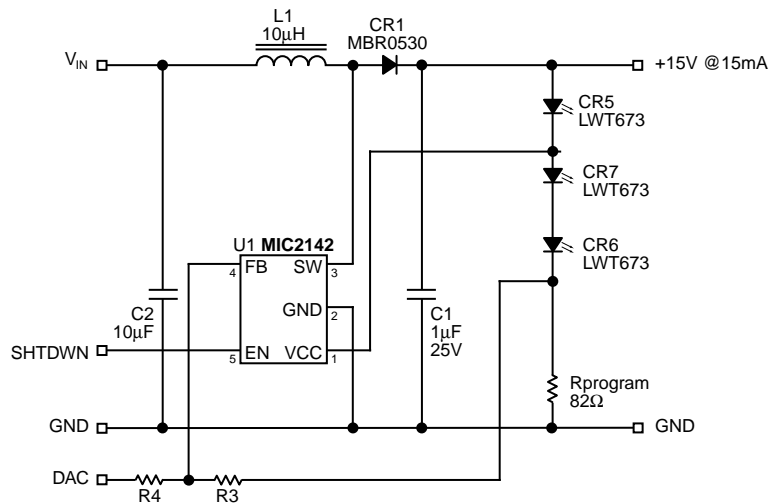 L1
10µH
CR1
MBR0530
VIN
+15V @15mA
CR5
LWT673
CR7
LWT673
U1 MIC2142
4
FB
SW
3
CR6
LWT673
GND
2
C2
10µF
C1
1µF
25V
SHTDWN
5
EN
VCC
1
Rprogram
82Ω
GND
GND
DAC
R4
R3